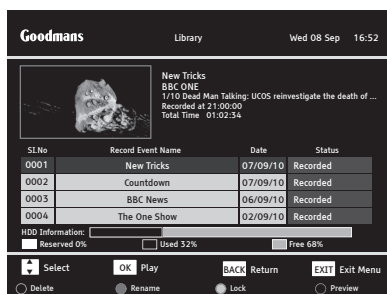 Goodmans Library Wed 08 Sep 16:52
New Tricks
BBC ONE
1/10 Dead Man Talking: UCOS reinvestigate the death of ...
Recorded at 21:00:00
Total Time 01:02:34
SI.No Record Event Name Date Status
0001 New Tricks 07/09/10 Recorded
0002 Countdown 07/09/10 Recorded
0003 BBC News 06/09/10 Recorded
0004 The One Show 02/09/10 Recorded
HDD Information:
Reserved 0% Used 32% Free 68%
Select OK Play BACK Return EXIT Exit Menu
Delete Rename Lock Preview